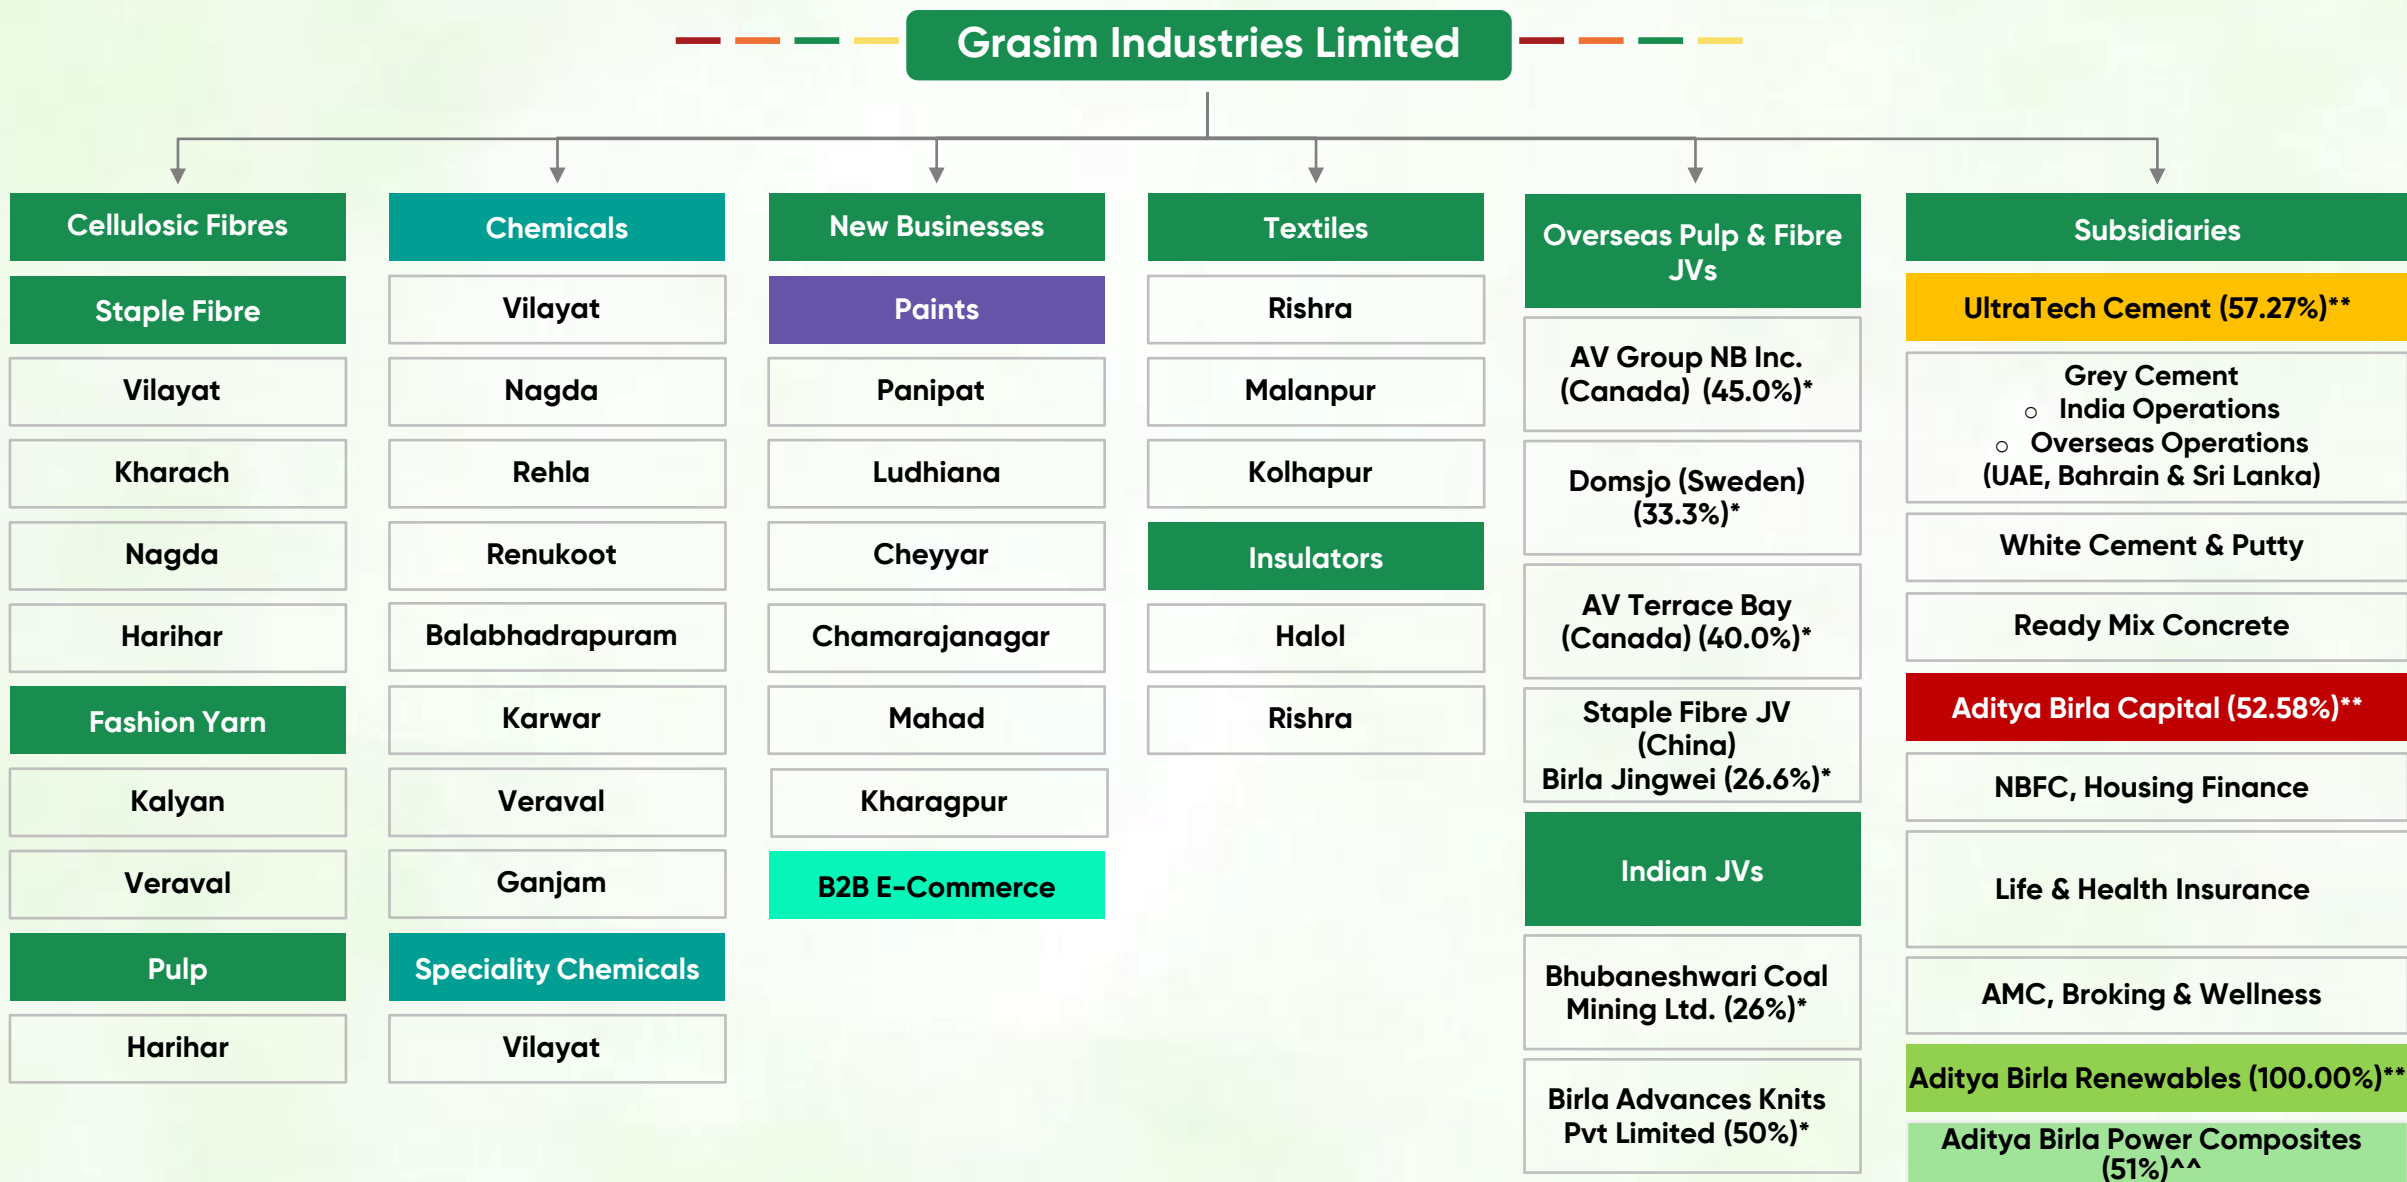 Grasim Industries Limited
Cellulosic Fibres
Staple Fibre
Vilayat
Kharach
Nagda
Harihar
Fashion Yarn
Kalyan
Veraval
Pulp
Harihar
Chemicals
Vilayat
Nagda
Rehla
Renukoot
Balabhadrapuram
Karwar
Veraval
Ganjam
Speciality Chemicals
Vilayat
New Businesses
Paints
Panipat
Ludhiana
Cheyyar
Chamarajanagar
Mahad
Kharagpur
B2B E-Commerce
Textiles
Rishra
Malanpur
Kolhapur
Insulators
Halol
Rishra
Overseas Pulp & Fibre
JVs
AV Group NB Inc.
(Canada) (45.0%)*
Domsjo (Sweden)
(33.3%)*
AV Terrace Bay
(Canada) (40.0%)*
Staple Fibre JV
(China)
Birla Jingwei (26.6%)*
Indian JVs
Bhubaneshwari Coal
Mining Ltd. (26%)*
Birla Advances Knits
Pvt Limited (50%)*
Subsidiaries
UltraTech Cement (57.27%)**
Grey Cement
o India Operations
o Overseas Operations
(UAE, Bahrain & Sri Lanka)
White Cement & Putty
Ready Mix Concrete
Aditya Birla Capital (52.58%)**
NBFC, Housing Finance
Life & Health Insurance
AMC, Broking & Wellness
Aditya Birla Renewables (100.00%)**
Aditya Birla Power Composites
(51%)^^